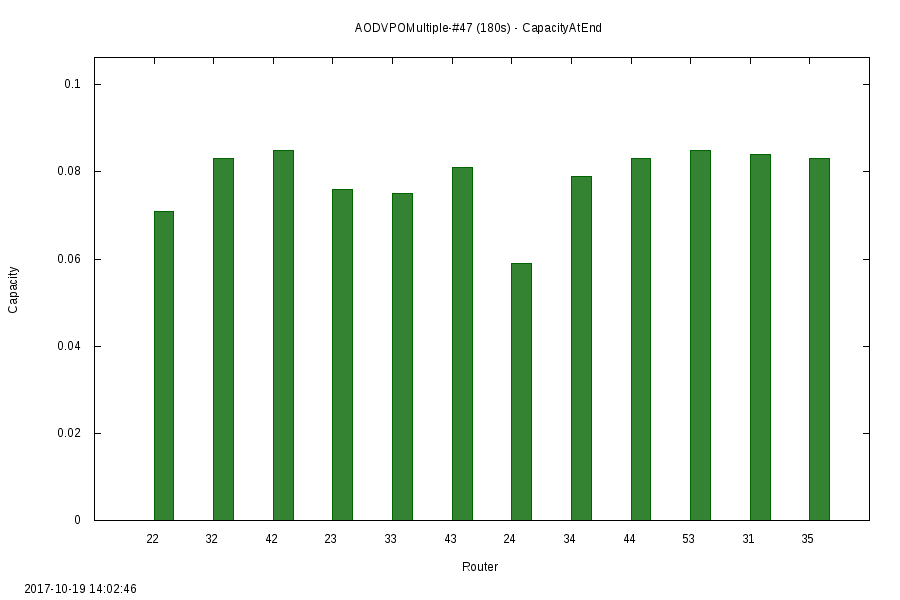 AODVPOMultiple-#47 (180s) - CapacityAtEnd
0.1
0.08
0.06
0.04
0.02
0
Capacity
22 32 42 23 33 43 24 34 44 53 31 35
Router
2017-10-19 14:02:46